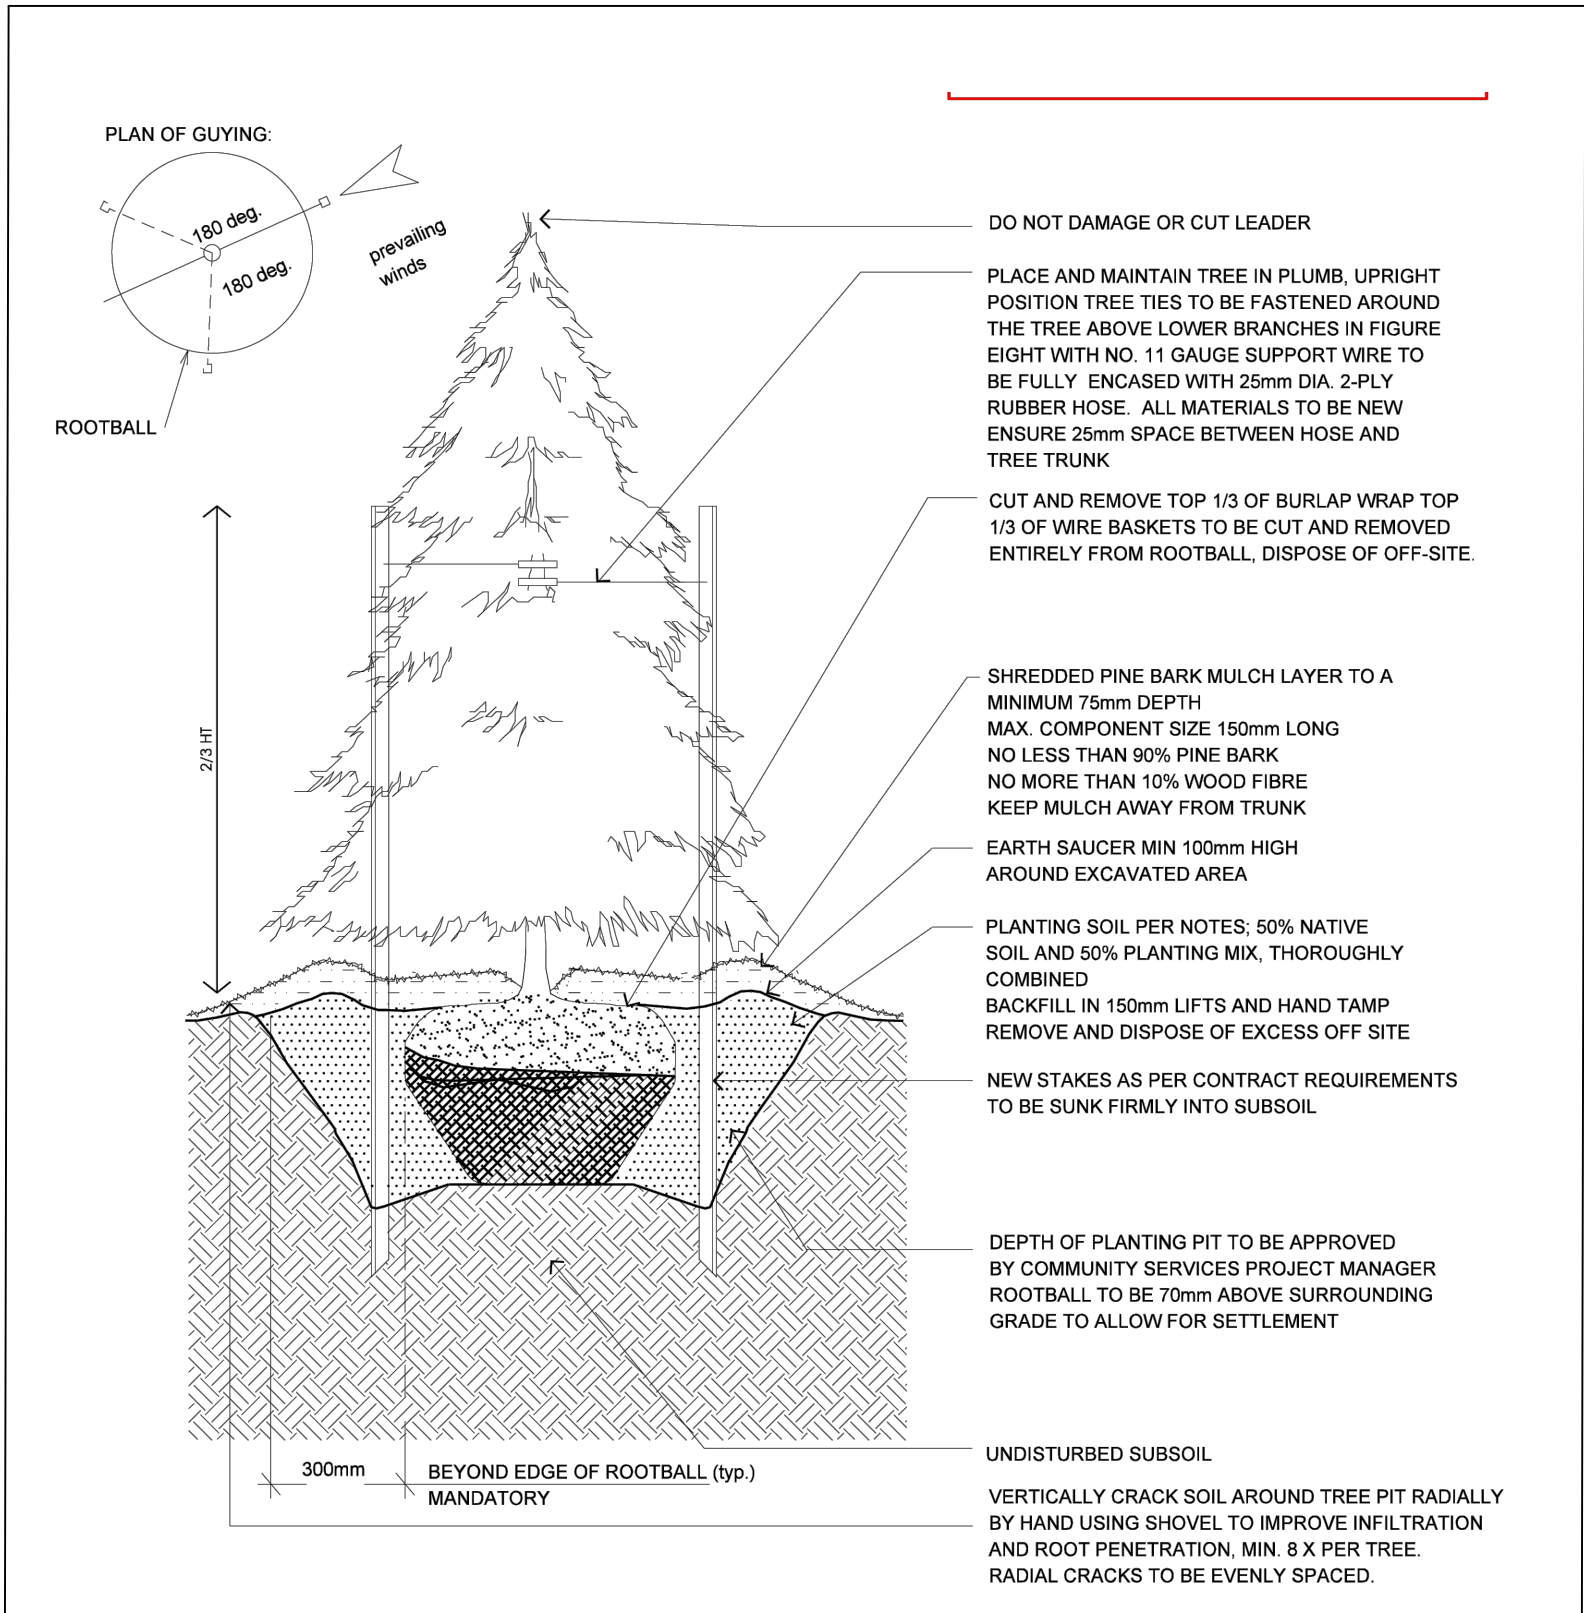 PLAN OF GUYING:
180 deg.
180 deg.
prevailing
winds
ROOTBALL
2/3 HT
DO NOT DAMAGE OR CUT LEADER
PLACE AND MAINTAIN TREE IN PLUMB, UPRIGHT
POSITION TREE TIES TO BE FASTENED AROUND
THE TREE ABOVE LOWER BRANCHES IN FIGURE
EIGHT WITH NO. 11 GAUGE SUPPORT WIRE TO
BE FULLY ENCASED WITH 25mm DIA. 2-PLY
RUBBER HOSE. ALL MATERIALS TO BE NEW
ENSURE 25mm SPACE BETWEEN HOSE AND
TREE TRUNK
CUT AND REMOVE TOP 1/3 OF BURLAP WRAP TOP
1/3 OF WIRE BASKETS TO BE CUT AND REMOVED
ENTIRELY FROM ROOTBALL, DISPOSE OF OFF-SITE.
SHREDDED PINE BARK MULCH LAYER TO A
MINIMUM 75mm DEPTH
MAX. COMPONENT SIZE 150mm LONG
NO LESS THAN 90% PINE BARK
NO MORE THAN 10% WOOD FIBRE
KEEP MULCH AWAY FROM TRUNK
EARTH SAUCER MIN 100mm HIGH
AROUND EXCAVATED AREA
PLANTING SOIL PER NOTES; 50% NATIVE
SOIL AND 50% PLANTING MIX, THOROUGHLY
COMBINED
BACKFILL IN 150mm LIFTS AND HAND TAMP
REMOVE AND DISPOSE OF EXCESS OFF SITE
NEW STAKES AS PER CONTRACT REQUIREMENTS
TO BE SUNK FIRMLY INTO SUBSOIL
DEPTH OF PLANTING PIT TO BE APPROVED
BY COMMUNITY SERVICES PROJECT MANAGER
ROOTBALL TO BE 70mm ABOVE SURROUNDING
GRADE TO ALLOW FOR SETTLEMENT
UNDISTURBED SUBSOIL
300mm
BEYOND EDGE OF ROOTBALL (typ.)
MANDATORY
VERTICALLY CRACK SOIL AROUND TREE PIT RADIALLY
BY HAND USING SHOVEL TO IMPROVE INFILTRATION
AND ROOT PENETRATION, MIN. 8 X PER TREE.
RADIAL CRACKS TO BE EVENLY SPACED.